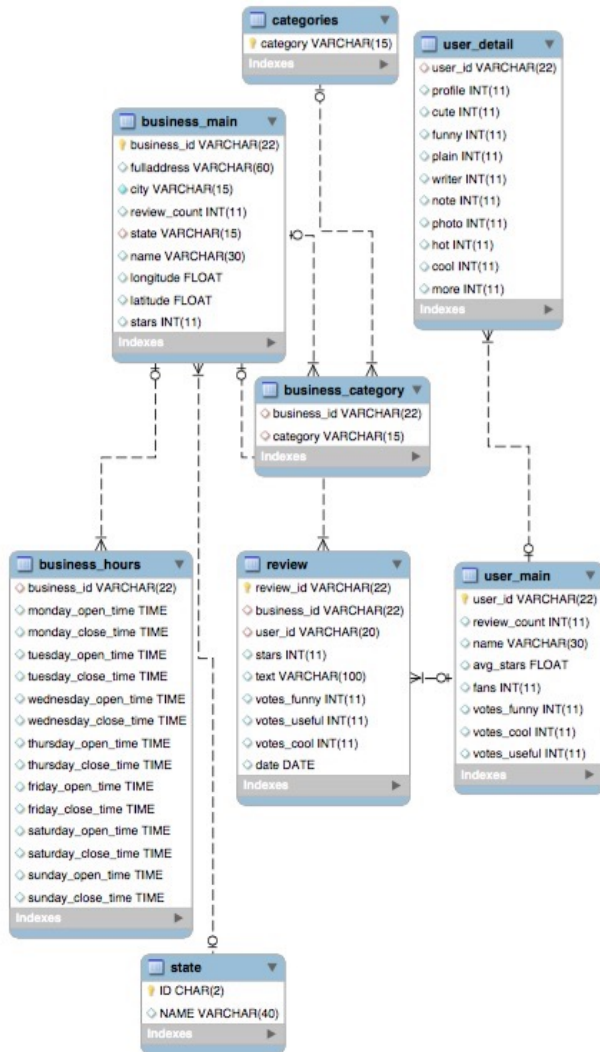 categories
category VARCHAR(15)
Indexes
user_detail
user_id VARCHAR(22)
profile INT(11)
cute INT(11)
funny INT(11)
plain INT(11)
writer INT(11)
note INT(11)
photo INT(11)
hot INT(11)
cool INT(11)
more INT(11)
Indexes
business_main
business_id VARCHAR(22)
fulladdress VARCHAR(60)
city VARCHAR(15)
review_count INT(11)
state VARCHAR(15)
name VARCHAR(30)
longitude FLOAT
latitude FLOAT
stars INT(11)
Indexes
business_category
business_id VARCHAR(22)
category VARCHAR(15)
Indexes
business_hours
business_id VARCHAR(22)
monday_open_time TIME
monday_close_time TIME
tuesday_open_time TIME
tuesday_close_time TIME
wednesday_open_time TIME
wednesday_close_time TIME
thursday_open_time TIME
thursday_close_time TIME
friday_open_time TIME
friday_close_time TIME
saturday_open_time TIME
saturday_close_time TIME
sunday_open_time TIME
sunday_close_time TIME
Indexes
review
review_id VARCHAR(22)
business_id VARCHAR(22)
user_id VARCHAR(20)
stars INT(11)
text VARCHAR(100)
votes_funny INT(11)
votes_useful INT(11)
votes_cool INT(11)
date DATE
Indexes
user_main
user_id VARCHAR(22)
review_count INT(11)
name VARCHAR(30)
avg_stars FLOAT
fans INT(11)
votes_funny INT(11)
votes_cool INT(11)
votes_useful INT(11)
Indexes
state
ID CHAR(2)
NAME VARCHAR(40)
Indexes